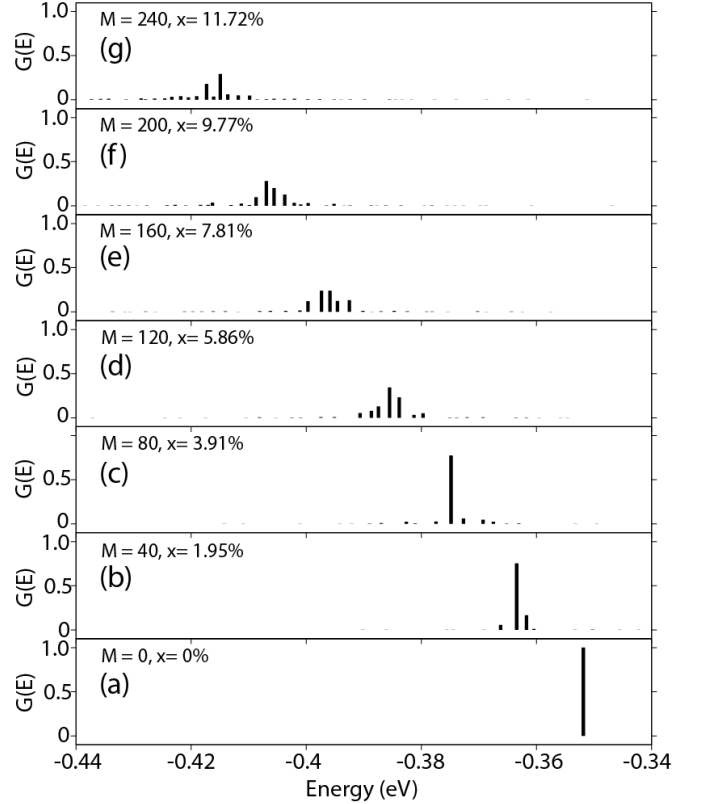 1.0
M = 240, x= 11.72%
G(E)
(g)
0.5
0
1.0
M = 200, x= 9.77%
G(E)
(f)
0.5
0
1.0
M = 160, x= 7.81%
G(E)
(e)
0.5
0
1.0
M = 120, x= 5.86%
G(E)
(d)
0.5
0
M = 80, x= 3.91%
G(E)
(c)
0.5
0
1.0
M = 40, x= 1.95%
G(E)
(b)
0.5
0
1.0
M = 0, x= 0%
G(E)
(a)
0.5
0
-0.44 -0.42 -0.4 -0.38 -0.36 -0.34
Energy (eV)